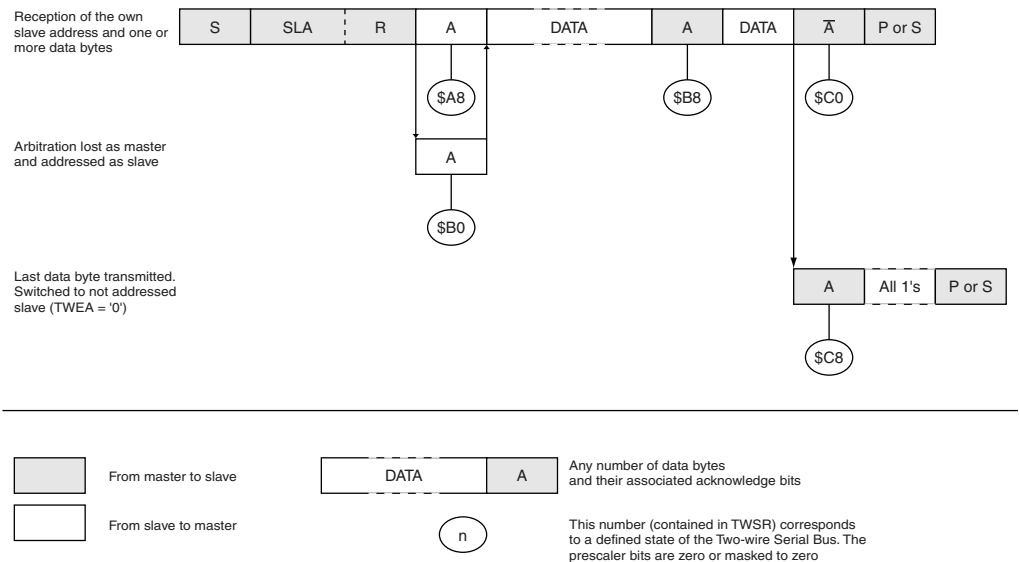 Reception of the own
slave address and one or
more data bytes
S SLA R A DATA A DATA A̅ P or S
$A8 $B8 $C0
Arbitration lost as master
and addressed as slave
A
$B0
Last data byte transmitted.
Switched to not addressed
slave (TWEA = '0')
A All 1's P or S
$C8
From master to slave
DATA A
Any number of data bytes
and their associated acknowledge bits
From slave to master
n
This number (contained in TWSR) corresponds
to a defined state of the Two-wire Serial Bus. The
prescaler bits are zero or masked to zero